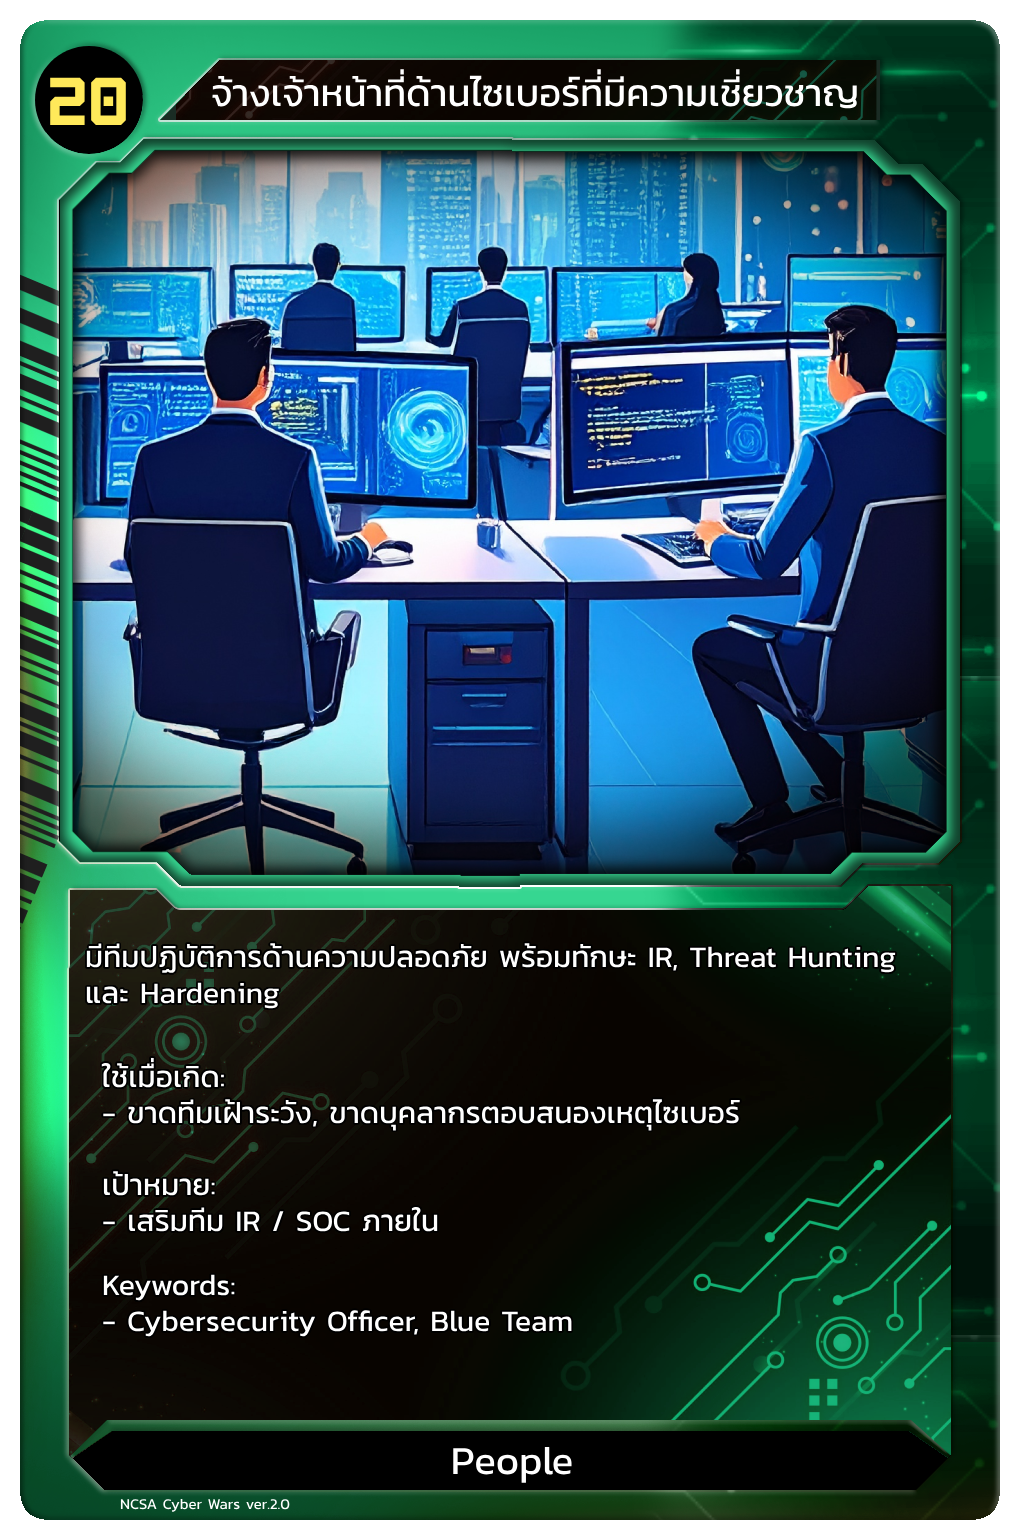 20
จ้างเจ้าหน้าที่ด้านไซเบอร์ที่มีความเชี่ยวชาญ
มีทีมปฏิบัติการด้านความปลอดภัย พร้อมทักษะ IR, Threat Hunting
และ Hardening
ใช้เมื่อเกิด:
- ขาดทีมเฝ้าระวัง, ขาดบุคลากรตอบสนองเหตุไซเบอร์
เป้าหมาย:
- เสริมทีม IR / SOC ภายใน
Keywords:
- Cybersecurity Officer, Blue Team
People
NCSA Cyber Wars ver.2.0